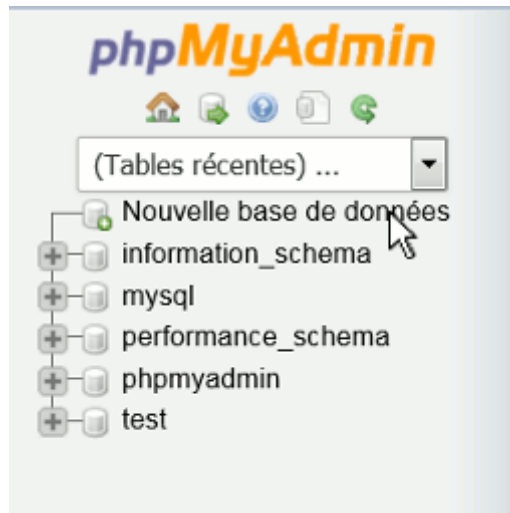 phpMyAdmin
(Tables récentes) ...
Nouvelle base de données
information_schema
mysql
performance_schema
phpmyadmin
test